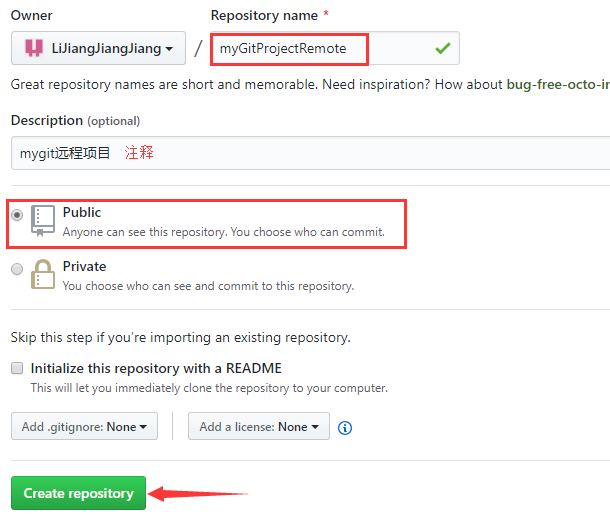 Owner Repository name *
LiJiangJiangJiang / myGitProjectRemote
Great repository names are short and memorable. Need inspiration? How about bug-free-octo-in
Description (optional)
mygit远程项目 注释
Public
Anyone can see this repository. You choose who can commit.
Private
You choose who can see and commit to this repository.
Skip this step if you're importing an existing repository.
Initialize this repository with a README
This will let you immediately clone the repository to your computer.
Add .gitignore: None Add a license: None
Create repository